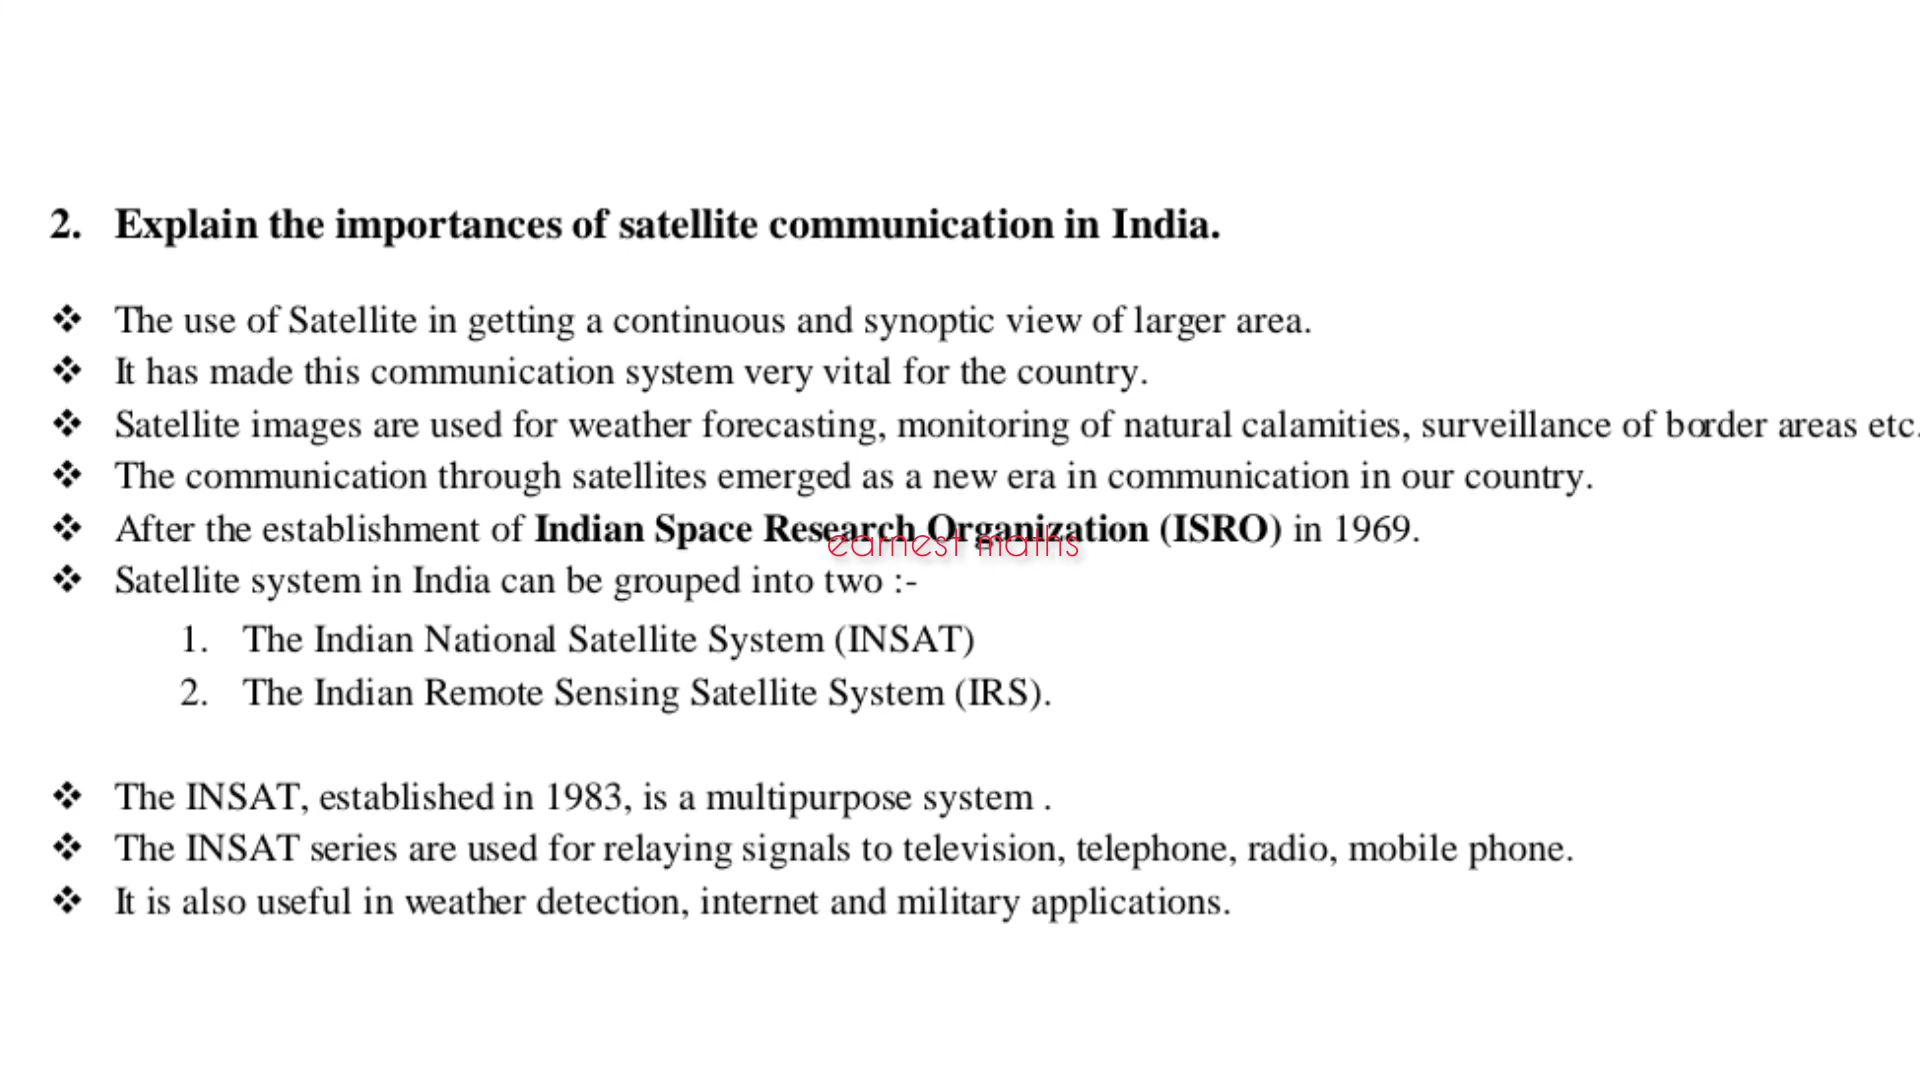 2. Explain the importances of satellite communication in India.
❖ The use of Satellite in getting a continuous and synoptic view of larger area.
❖ It has made this communication system very vital for the country.
❖ Satellite images are used for weather forecasting, monitoring of natural calamities, surveillance of border areas etc.
❖ The communication through satellites emerged as a new era in communication in our country.
❖ After the establishment of Indian Space Research Organization (ISRO) in 1969.
earnest maths
❖ Satellite system in India can be grouped into two :-
1. The Indian National Satellite System (INSAT)
2. The Indian Remote Sensing Satellite System (IRS).
❖ The INSAT, established in 1983, is a multipurpose system .
❖ The INSAT series are used for relaying signals to television, telephone, radio, mobile phone.
❖ It is also useful in weather detection, internet and military applications.